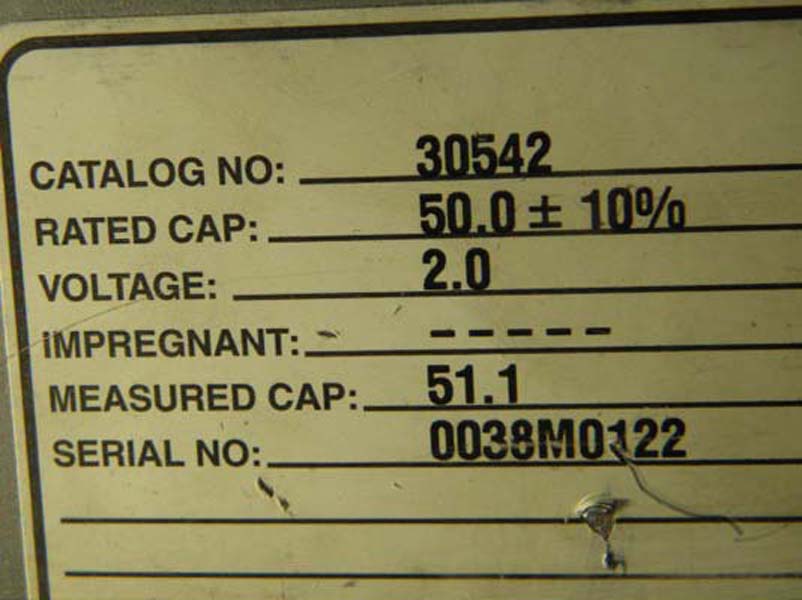 CATALOG NO: 30542
RATED CAP: 50.0 ± 10%
VOLTAGE: 2.0
IMPREGNANT: - - - - -
MEASURED CAP: 51.1
SERIAL NO: 0038M0122